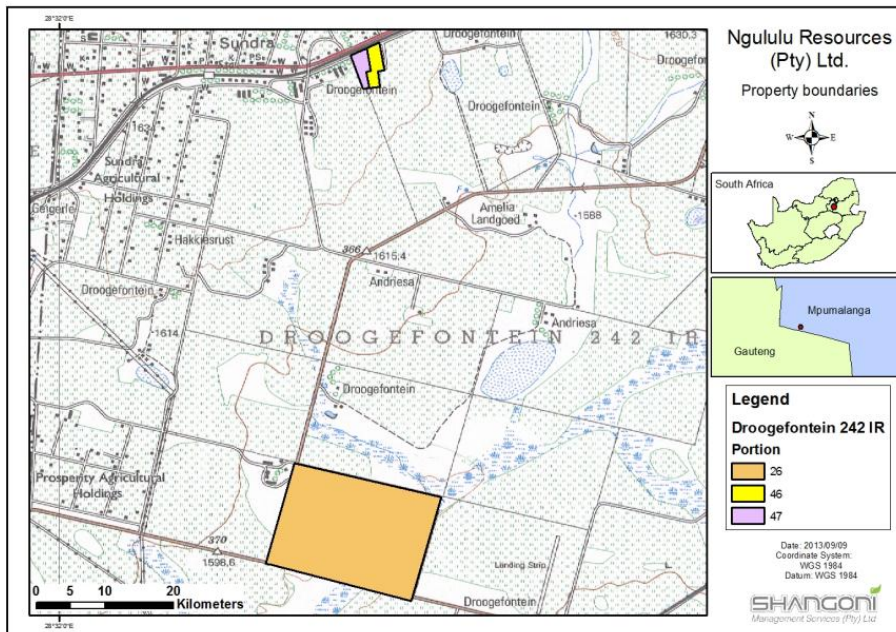 28°32'0"E
Sundra
Droogefontein
1630,3
Droogefontein
Droogefontein
1634
Sundra
Agricultural
Holdings
Geigerle
Hakkiesrust
Amelia
Landgoed
1588
366
1615,4
Andriesa
Droogefontein
1614
Andriesa
DROOGEFONTEIN 242 IR
Droogefontein
Prosperity Agricultural
Holdings
370
1598,6
Landing Strip
Droogefontein
0 5 10 20
Kilometers
28°32'0"E
Ngululu Resources
(Pty) Ltd.
Property boundaries
N
W E
S
South Africa
Mpumalanga
Gauteng
Legend
Droogefontein 242 IR
Portion
26
46
47
Date: 2013/09/09
Coordinate System:
WGS 1984
Datum: WGS 1984
SHANGONI
Management Services (Pty) Ltd.